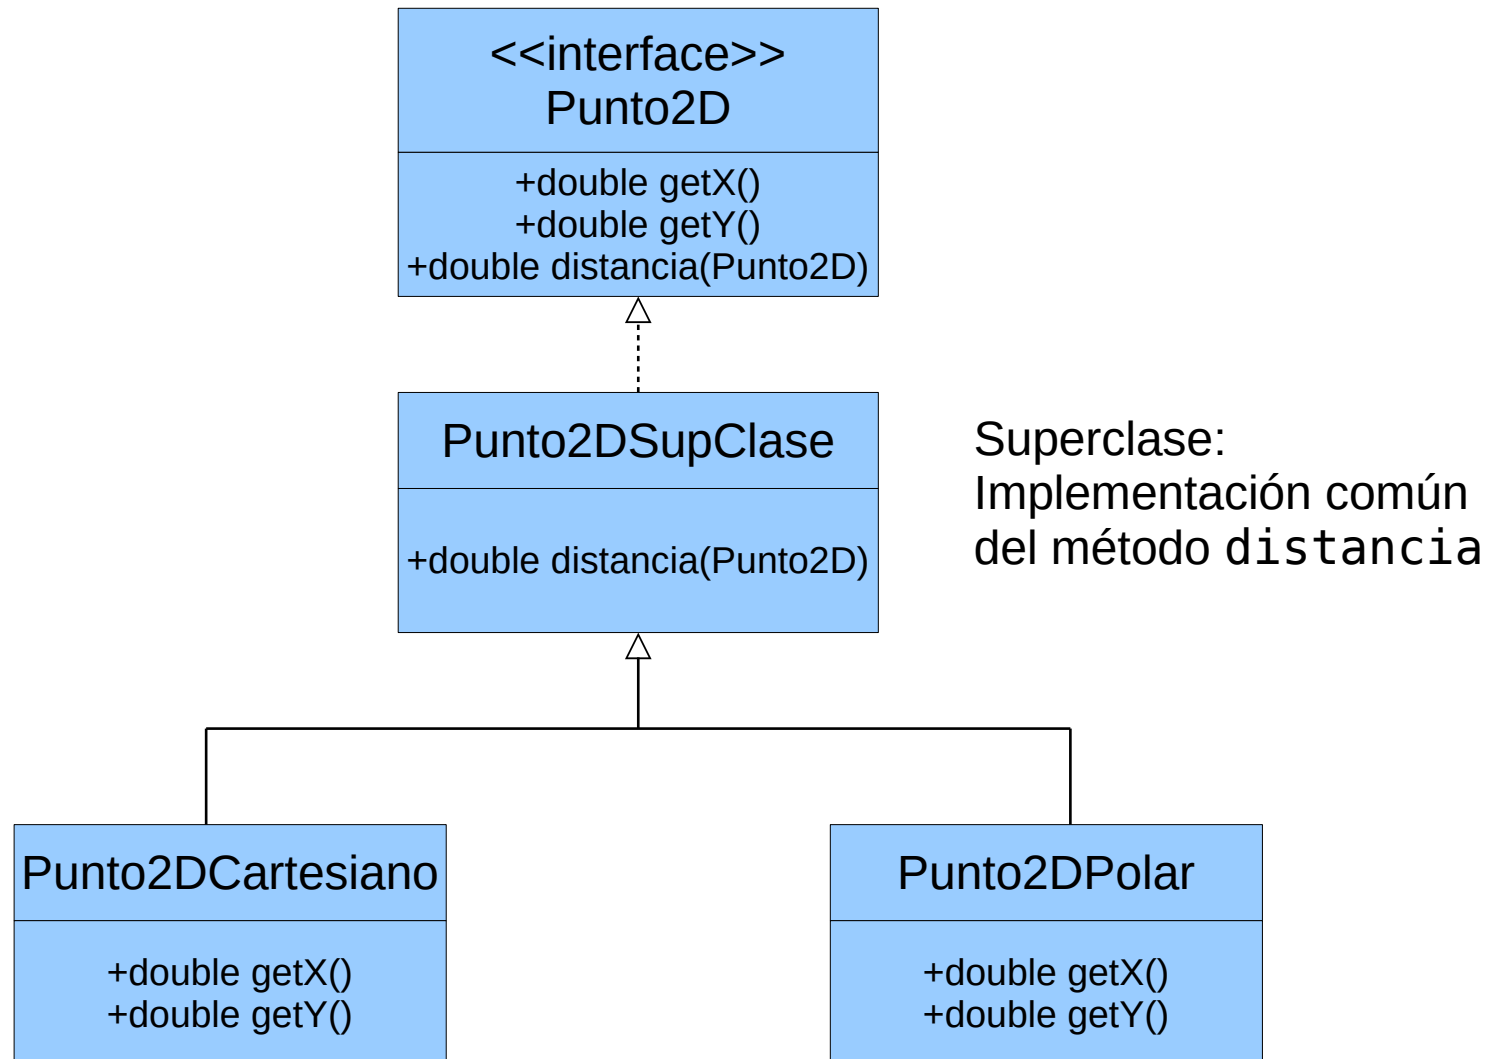 <<interface>>
Punto2D
+double getX()
+double getY()
+double distancia(Punto2D)
Punto2DSupClase
+double distancia(Punto2D)
Superclase:
Implementación común
del método distancia
Punto2DCartesiano
+double getX()
+double getY()
Punto2DPolar
+double getX()
+double getY()